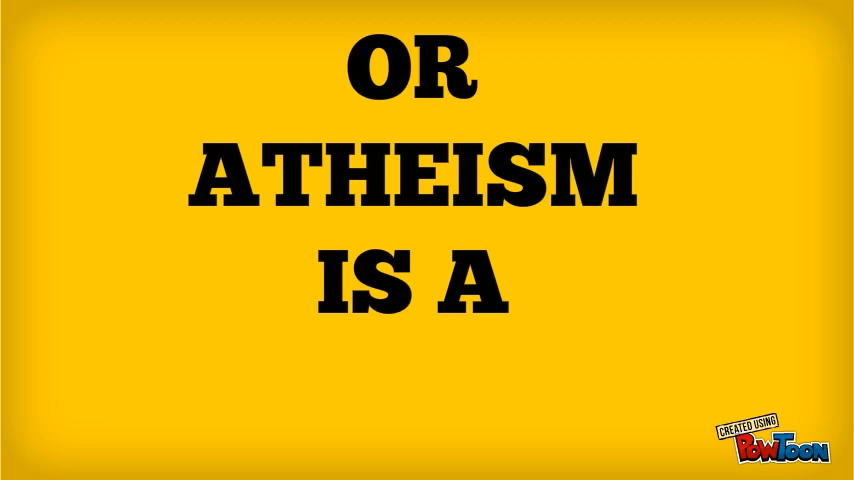 OR
ATHEISM
IS A
CREATED USING
POWTOON